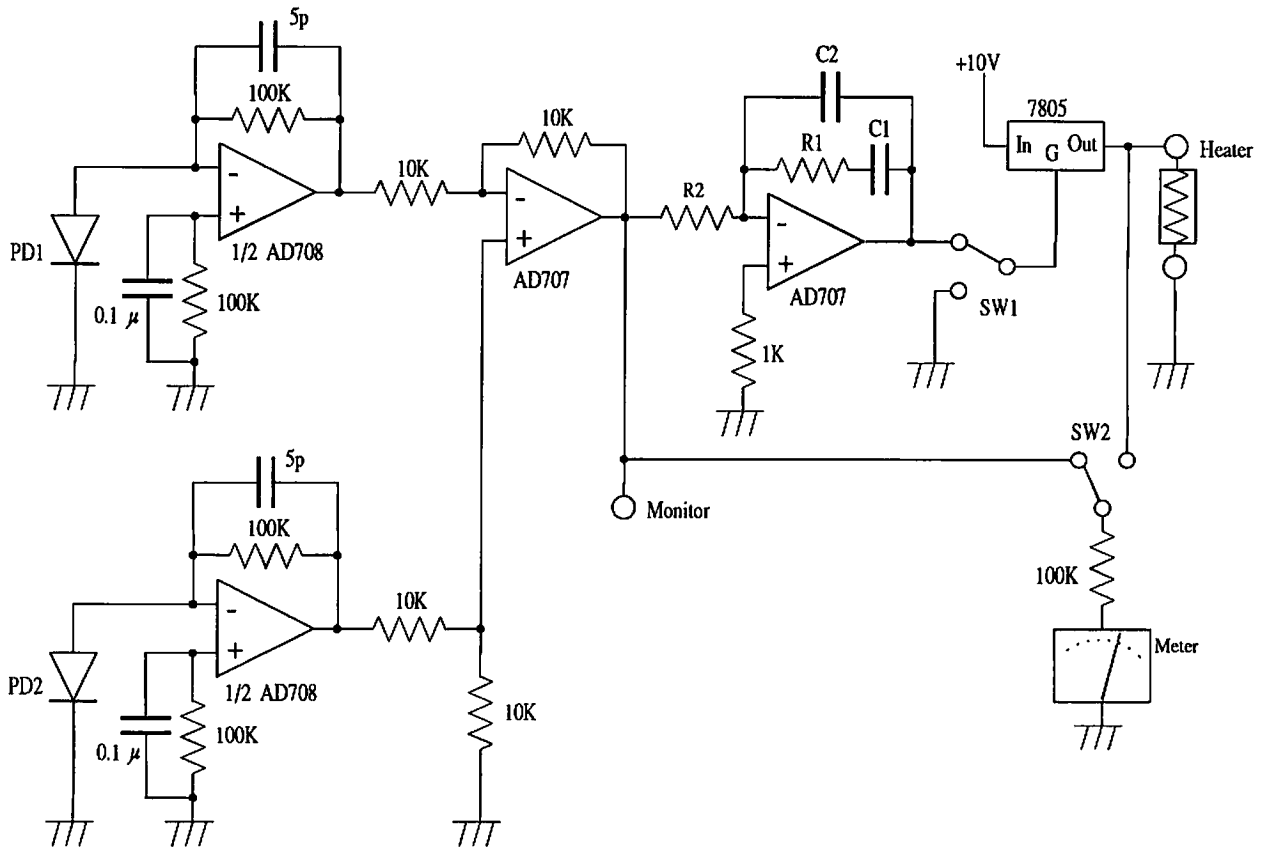 5p
100K
-
+
1/2 AD708
PD1
0.1 μ
100K
10K
10K
-
+
AD707
R2
C2
R1
C1
-
+
AD707
1K
SW1
+10V
7805
In G Out
Heater
5p
100K
-
+
1/2 AD708
PD2
0.1 μ
100K
10K
10K
Monitor
SW2
100K
Meter